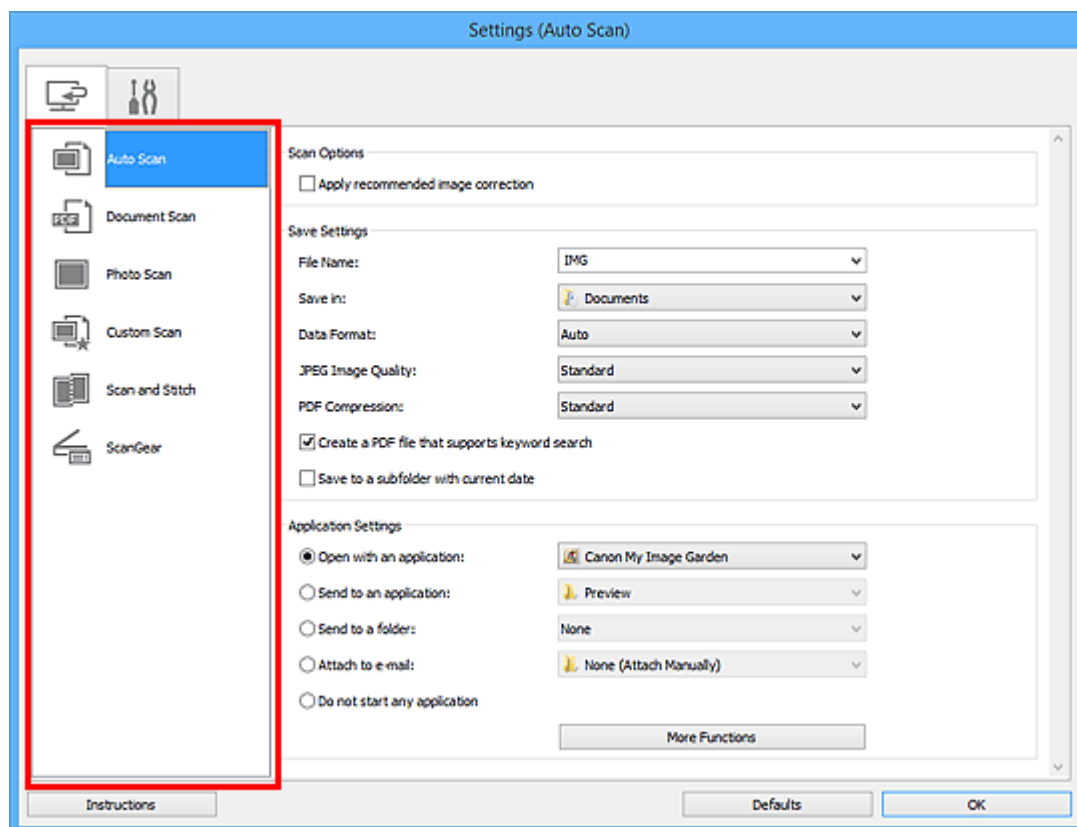 Settings (Auto Scan)
Auto Scan
Document Scan
PDF
Photo Scan
Custom Scan
Scan and Stitch
ScanGear
Scan Options
Apply recommended image correction
Save Settings
File Name: IMG
Save in: Documents
Data Format: Auto
JPEG Image Quality: Standard
PDF Compression: Standard
Create a PDF file that supports keyword search
Save to a subfolder with current date
Application Settings
Open with an application: Canon My Image Garden
Send to an application: Preview
Send to a folder: None
Attach to e-mail: None (Attach Manually)
Do not start any application
More Functions
Instructions Defaults OK